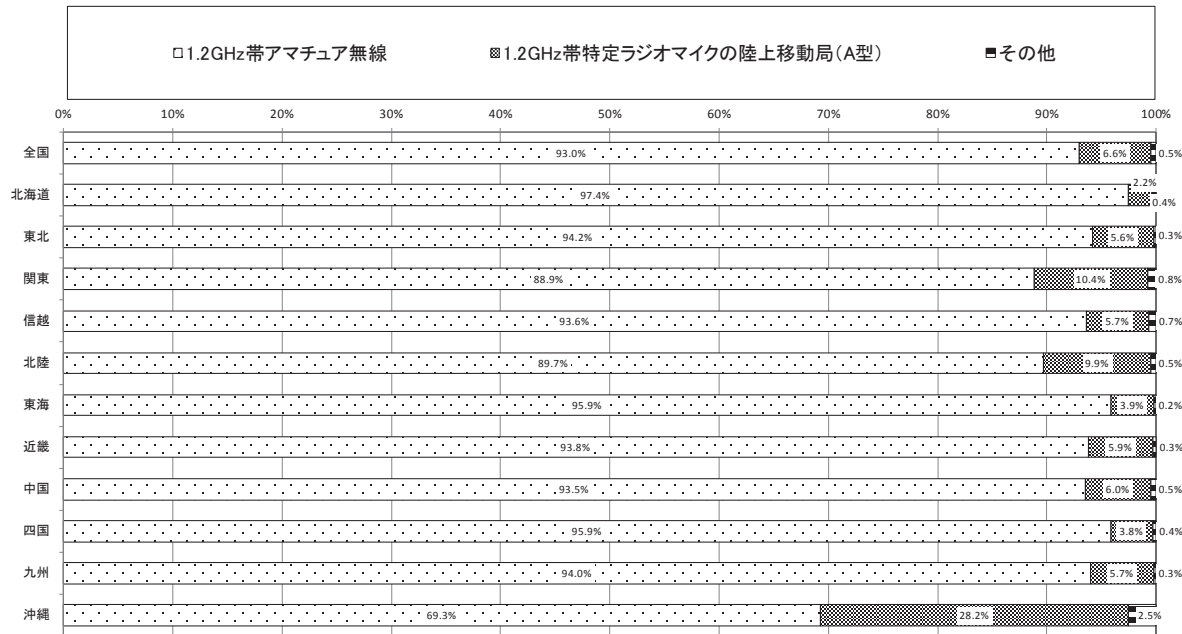 1.2GHz帯アマチュア無線 1.2GHz帯特定ラジオマイクの陸上移動局(A型) その他
0% 10% 20% 30% 40% 50% 60% 70% 80% 90% 100%
全国 93.0% 6.6% 0.5%
北海道 97.4% 2.2% 0.4%
東北 94.2% 5.6% 0.3%
関東 88.9% 10.4% 0.8%
信越 93.6% 5.7% 0.7%
北陸 89.7% 9.9% 0.5%
東海 95.9% 3.9% 0.2%
近畿 93.8% 5.9% 0.3%
中国 93.5% 6.0% 0.5%
四国 95.9% 3.8% 0.4%
九州 94.0% 5.7% 0.3%
沖縄 69.3% 28.2% 2.5%